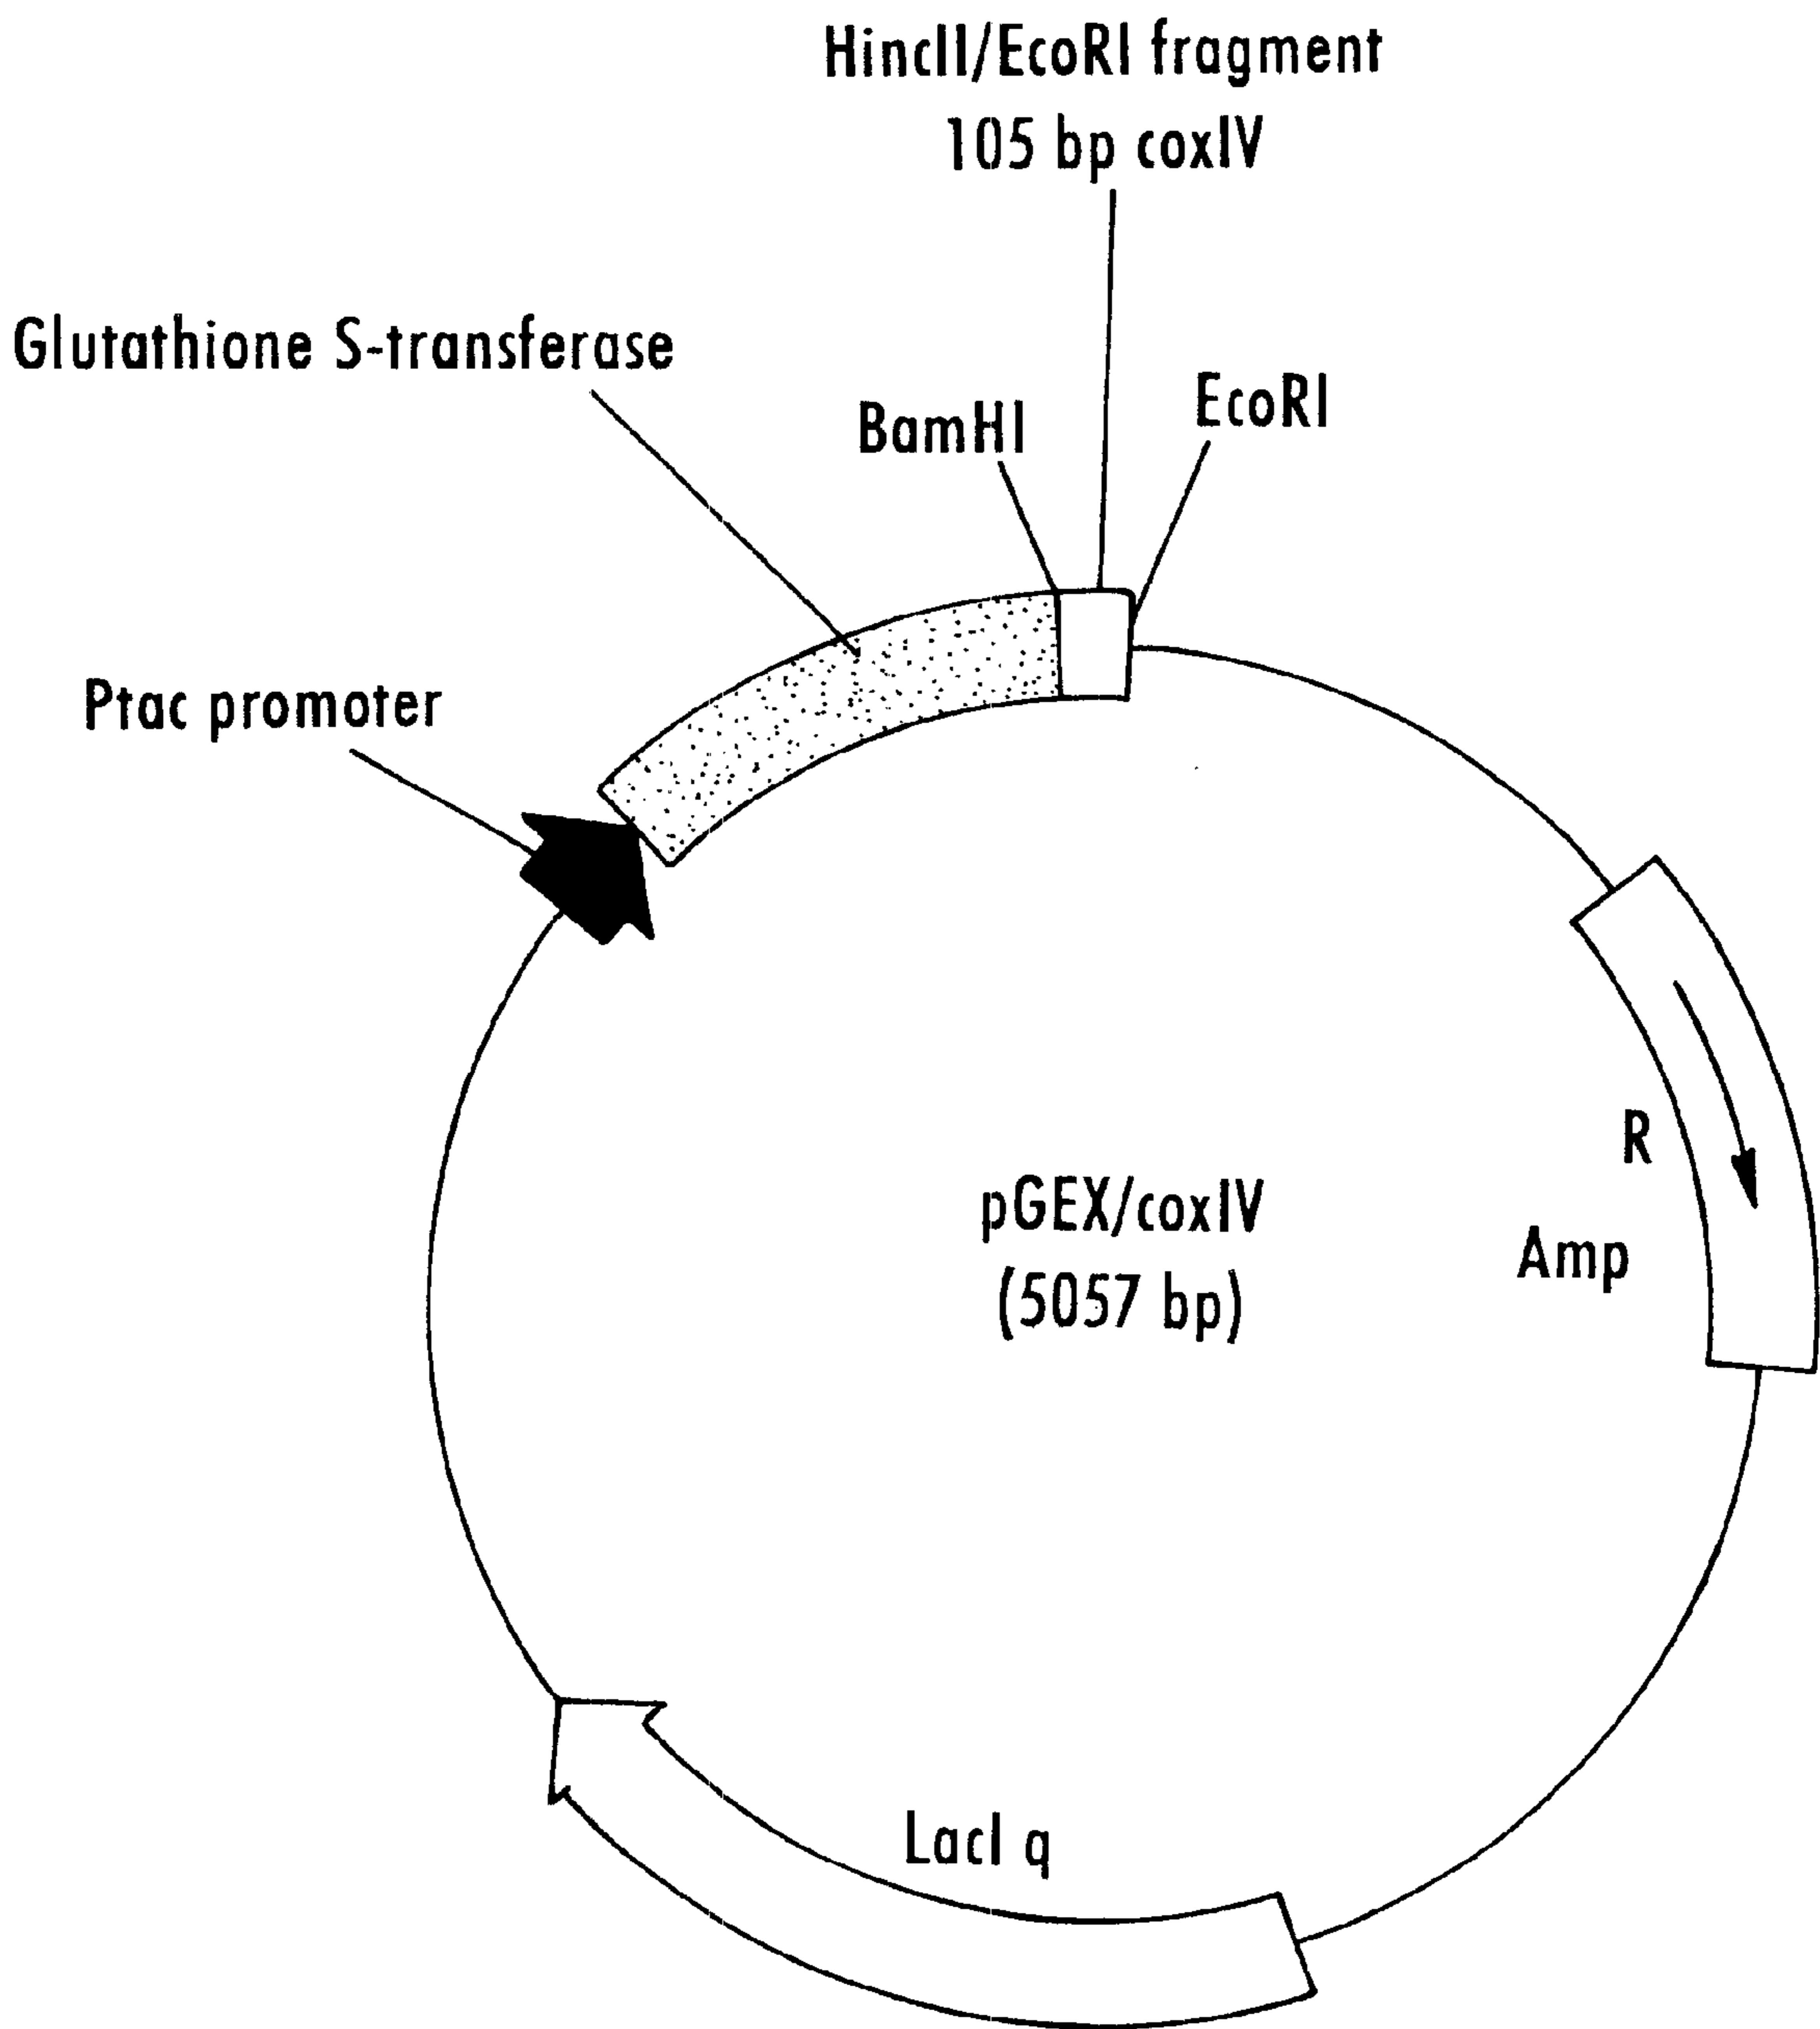 HincII/EcoRI fragment
105 bp coxIV
Glutathione S-transferase
BamHI
EcoRI
Ptac promoter
R
Amp
pGEX/coxIV
(5057 bp)
LacI q